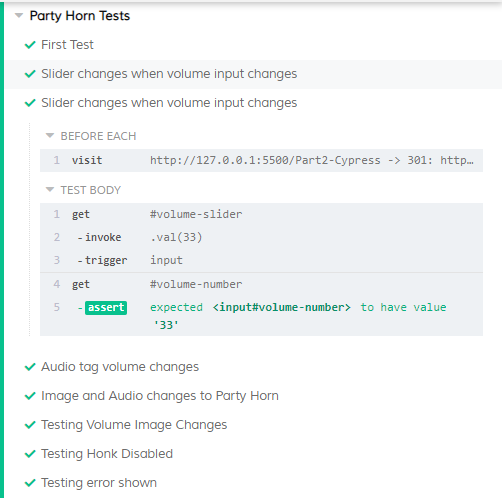 Party Horn Tests
First Test
Slider changes when volume input changes
Slider changes when volume input changes
BEFORE EACH
1 visit http://127.0.0.1:5500/Part2-Cypress -> 301: http…
TEST BODY
1 get #volume-slider
2 -invoke .val(33)
3 -trigger input
4 get #volume-number
5 -assert expected <input#volume-number> to have value
'33'
Audio tag volume changes
Image and Audio changes to Party Horn
Testing Volume Image Changes
Testing Honk Disabled
Testing error shown